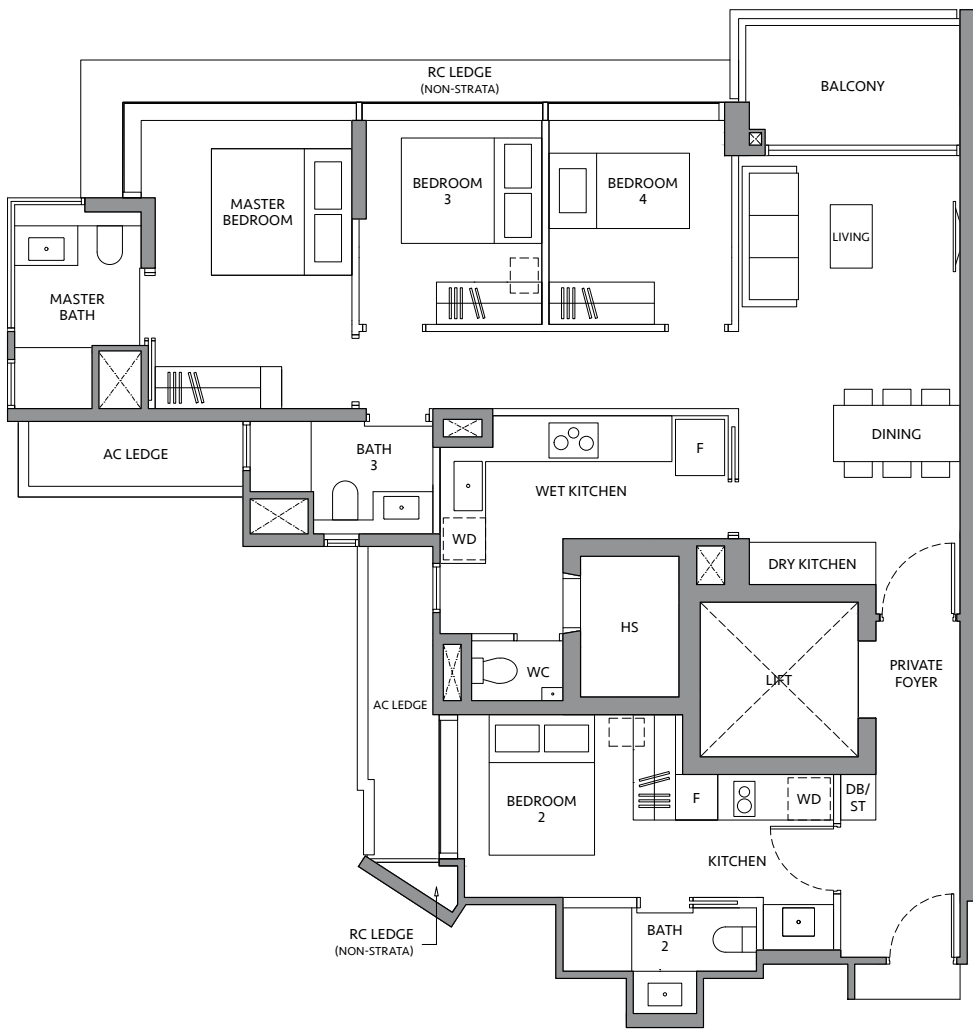 RC LEDGE
(NON-STRATA)
BALCONY
MASTER
BEDROOM
BEDROOM
3
BEDROOM
4
LIVING
MASTER
BATH
DINING
AC LEDGE
BATH
3
F
WET KITCHEN
WD
DRY KITCHEN
HS
WC
LIFT
PRIVATE
FOYER
AC LEDGE
BEDROOM
2
F
WD
DB/
ST
KITCHEN
BATH
2
RC LEDGE
(NON-STRATA)